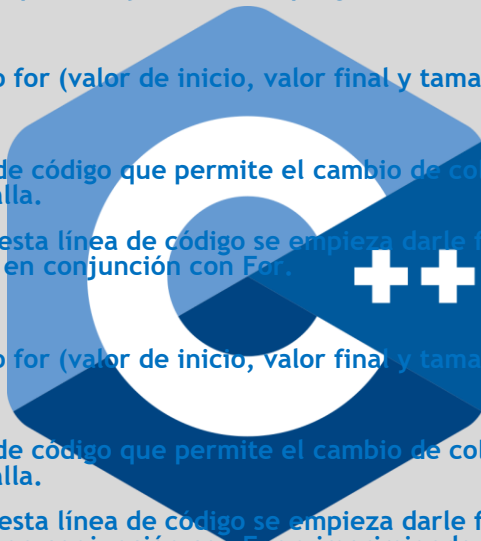 o for (valor de inicio, valor final y tama
de código que permite el cambio de col
alla.
esta línea de código se empieza darle f
en conjunción con For.
++
o for (valor de inicio, valor final y tama
de código que permite el cambio de col
alla.
esta línea de código se empieza darle f